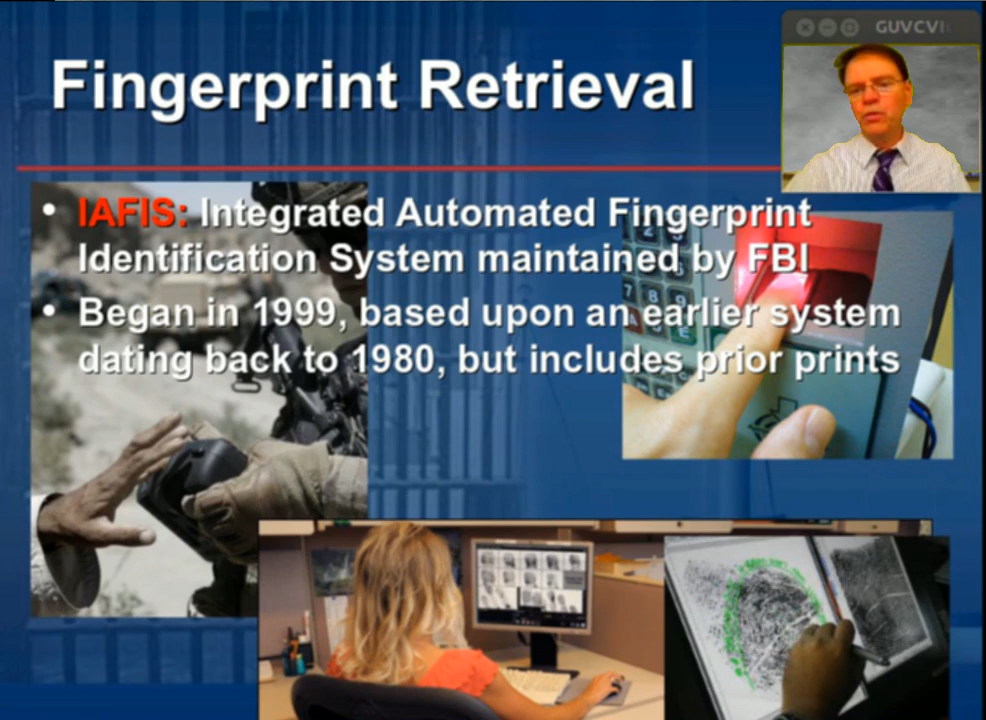 GUVCVI
Fingerprint Retrieval
• IAFIS: Integrated Automated Fingerprint
Identification System maintained by FBI
• Began in 1999, based upon an earlier system
dating back to 1980, but includes prior prints